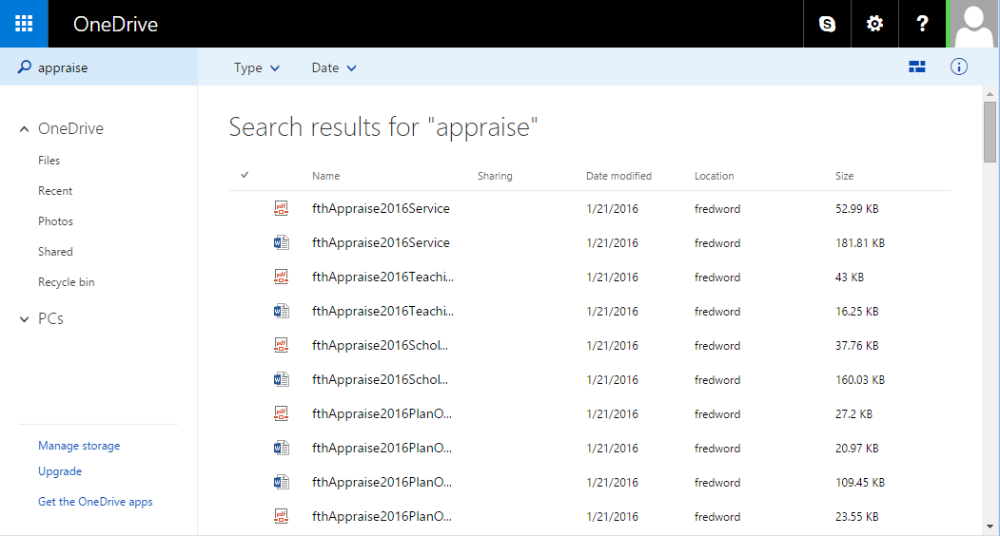 OneDrive
?
appraise
Type Date
OneDrive
Files
Recent
Photos
Shared
Recycle bin
PCs
Manage storage
Upgrade
Get the OneDrive apps
Search results for "appraise"
Name Sharing Date modified Location Size
fthAppraise2016Service 1/21/2016 fredword 52.99 KB
fthAppraise2016Service 1/21/2016 fredword 181.81 KB
fthAppraise2016Teachi... 1/21/2016 fredword 43 KB
fthAppraise2016Teachi... 1/21/2016 fredword 16.25 KB
fthAppraise2016Schol... 1/21/2016 fredword 37.76 KB
fthAppraise2016Schol... 1/21/2016 fredword 160.03 KB
fthAppraise2016PlanO... 1/21/2016 fredword 27.2 KB
fthAppraise2016PlanO... 1/21/2016 fredword 20.97 KB
fthAppraise2016PlanO... 1/21/2016 fredword 109.45 KB
fthAppraise2016PlanO... 1/21/2016 fredword 23.55 KB